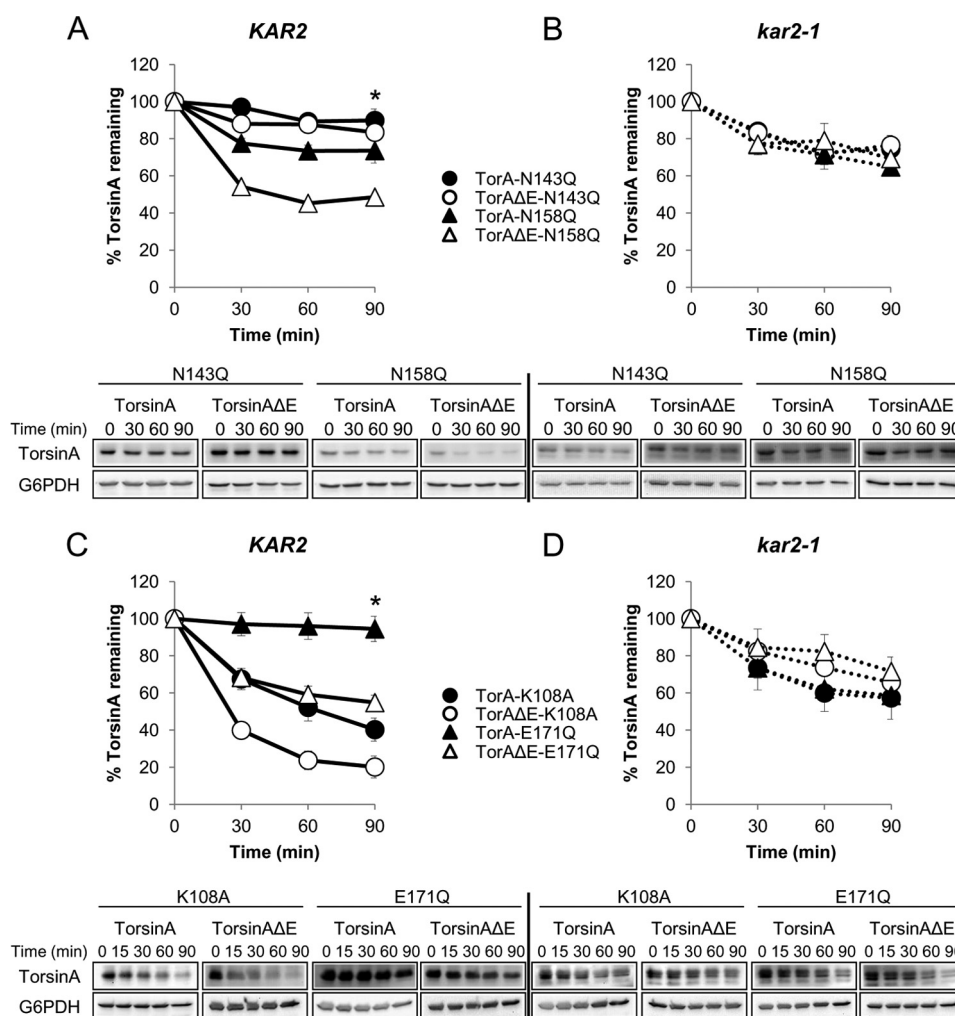 A
KAR2
B
kar2-1
% TorsinA remaining
120
100
80
60
40
20
0
*
0 30 60 90
Time (min)
TorA-N143Q
TorAΔE-N143Q
TorA-N158Q
TorAΔE-N158Q
% TorsinA remaining
120
100
80
60
40
20
0
0 30 60 90
Time (min)
N143Q N158Q N143Q N158Q
TorsinA TorsinAΔE TorsinA TorsinAΔE TorsinA TorsinAΔE TorsinA TorsinAΔE
Time (min) 0 30 60 90 0 30 60 90 0 30 60 90 0 30 60 90 0 30 60 90 0 30 60 90 0 30 60 90 0 30 60 90
TorsinA
G6PDH
C
KAR2
D
kar2-1
% TorsinA remaining
120
100
80
60
40
20
0
*
0 30 60 90
Time (min)
TorA-K108A
TorAΔE-K108A
TorA-E171Q
TorAΔE-E171Q
% TorsinA remaining
120
100
80
60
40
20
0
0 30 60 90
Time (min)
K108A E171Q K108A E171Q
TorsinA TorsinAΔE TorsinA TorsinAΔE TorsinA TorsinAΔE TorsinA TorsinAΔE
Time (min) 0 15 30 60 90 0 15 30 60 90 0 15 30 60 90 0 15 30 60 90 0 15 30 60 90 0 15 30 60 90 0 15 30 60 90 0 15 30 60 90
TorsinA
G6PDH